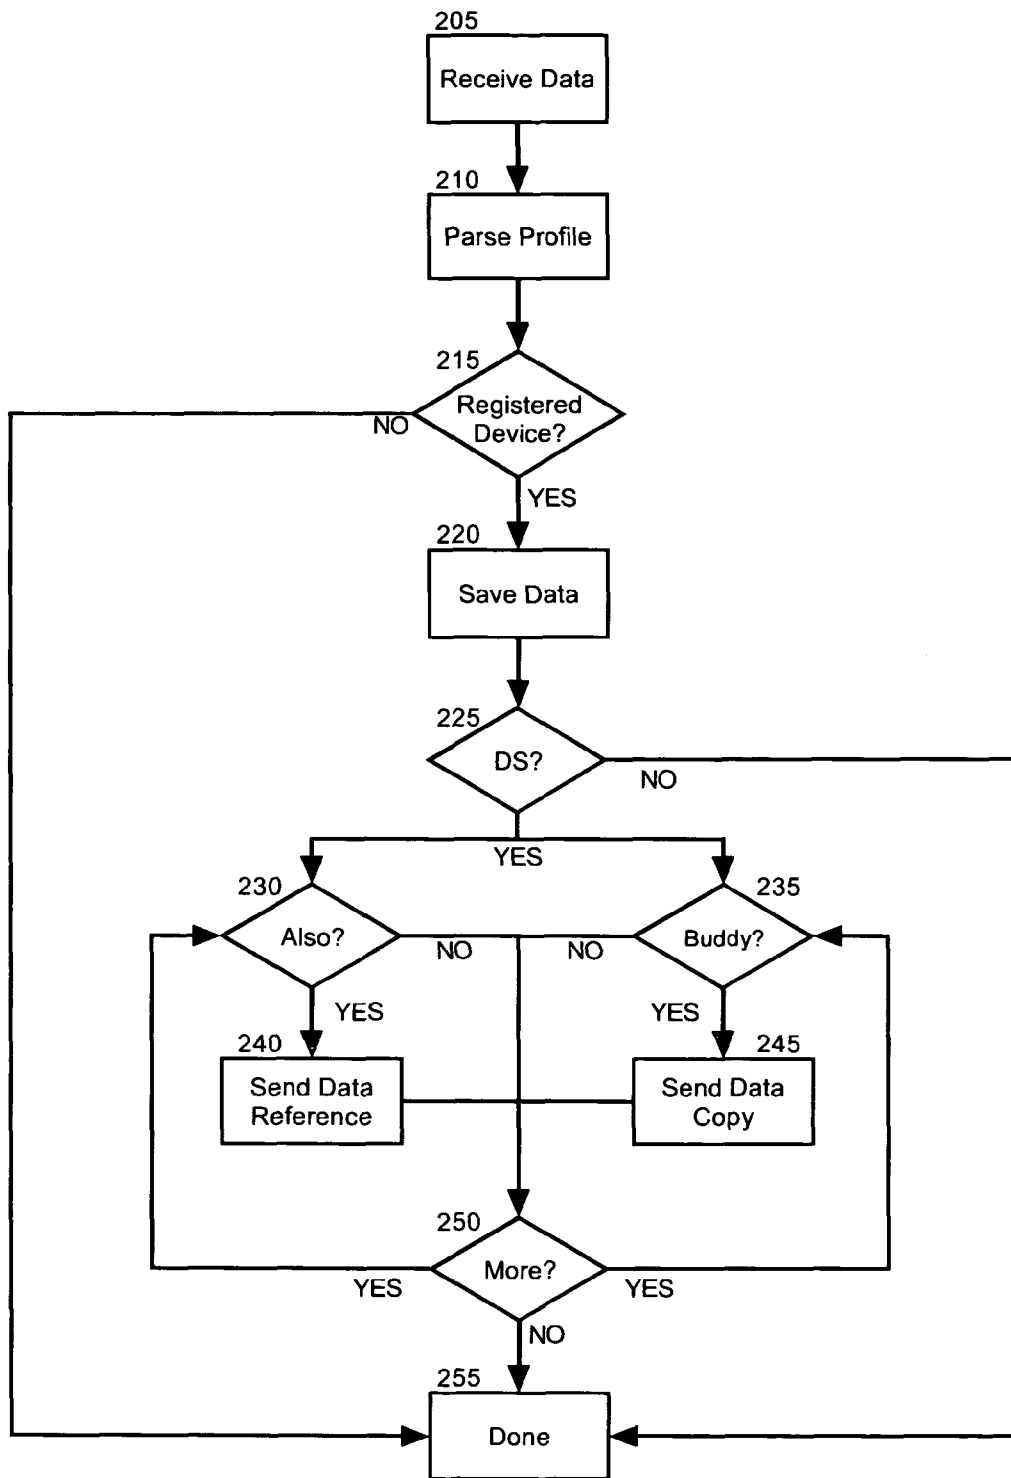 205
Receive Data
210
Parse Profile
215
Registered
Device?
NO
YES
220
Save Data
225
DS?
NO
YES
230
235
Also?
NO
NO
Buddy?
YES
YES
240
245
Send Data
Reference
Send Data
Copy
250
More?
YES
YES
NO
255
Done